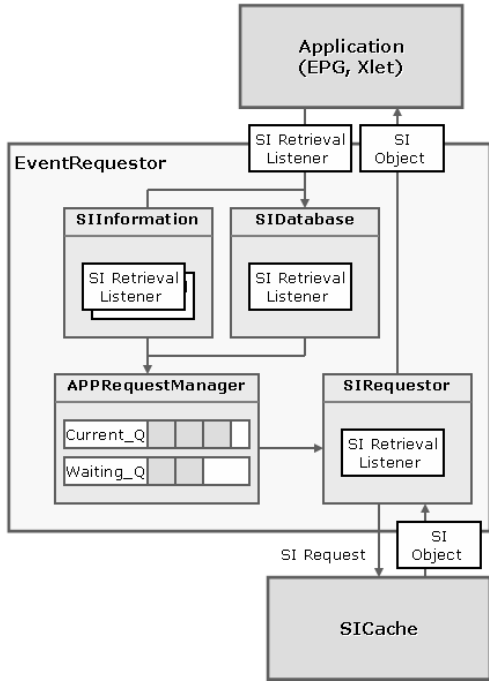 Application
(EPG, Xlet)
SI Retrieval
Listener
SI
Object
EventRequestor
SIInformation
SIDatabase
SI Retrieval
Listener
SI Retrieval
Listener
APPRequestManager
SIRequestor
Current_Q
Waiting_Q
SI Retrieval
Listener
SI Request
SI
Object
SICache